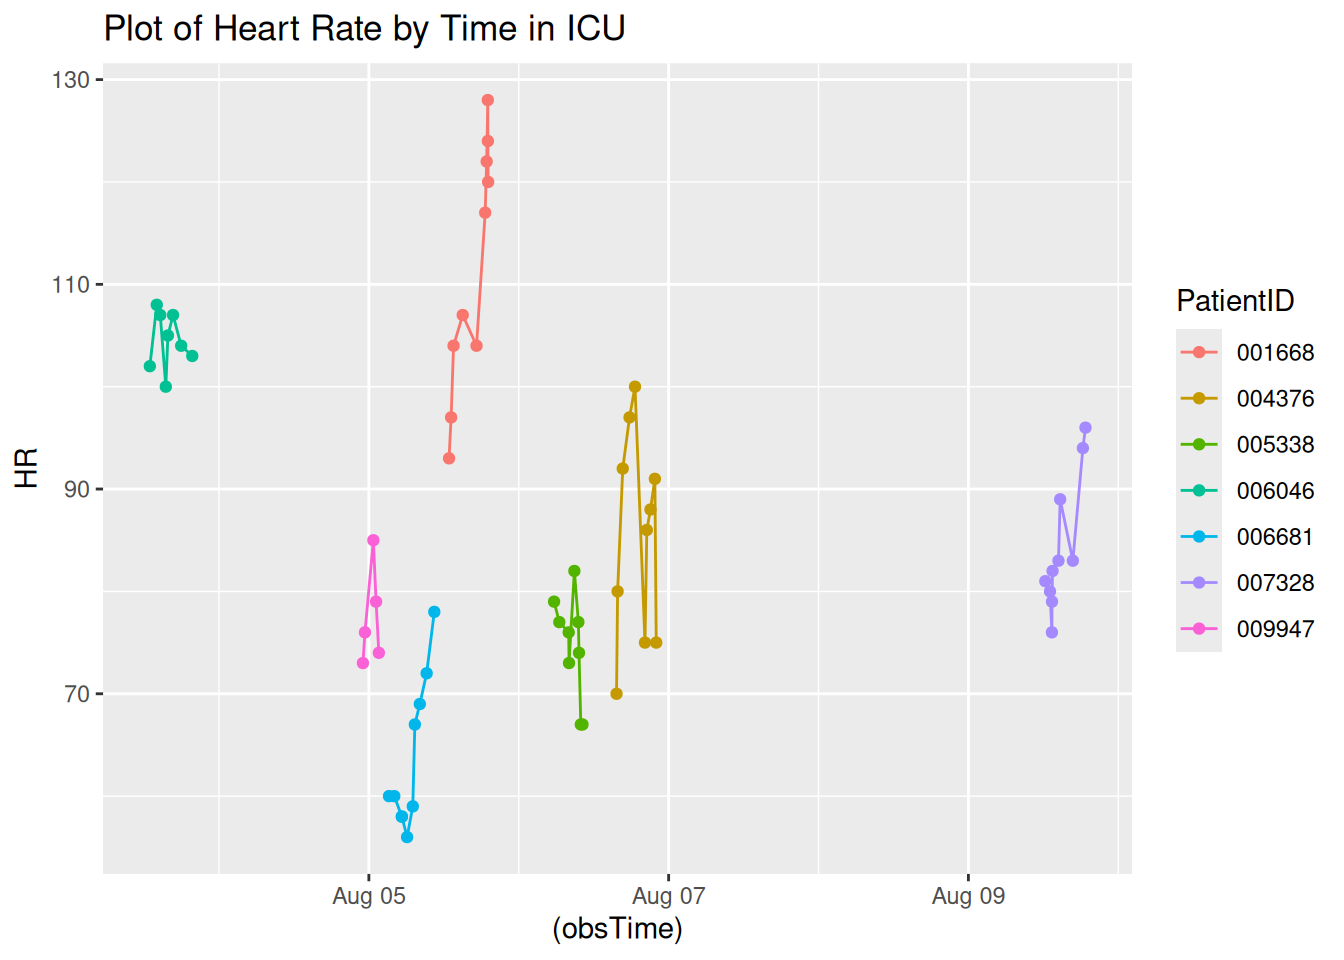 Plot of Heart Rate by Time in ICU
130
110
90
70
HR
Aug 05
Aug 07
Aug 09
(obsTime)
PatientID
001668
004376
005338
006046
006681
007328
009947